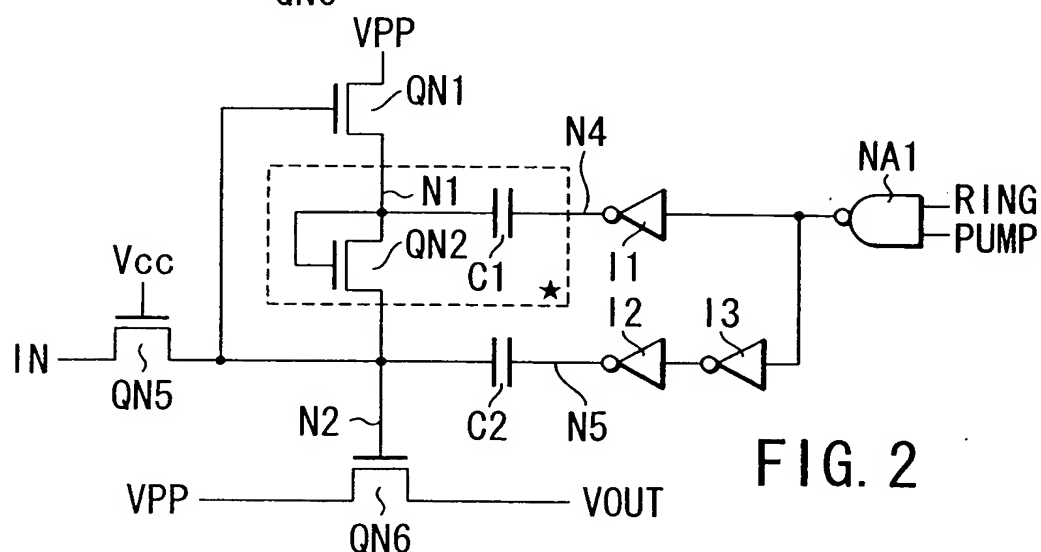 VPP
QN1
N4
NA1
N1
RING
PUMP
QN2
C1
I1
Vcc
★
I2
I3
IN
QN5
N2
C2
N5
FIG. 2
VPP
VOUT
QN6